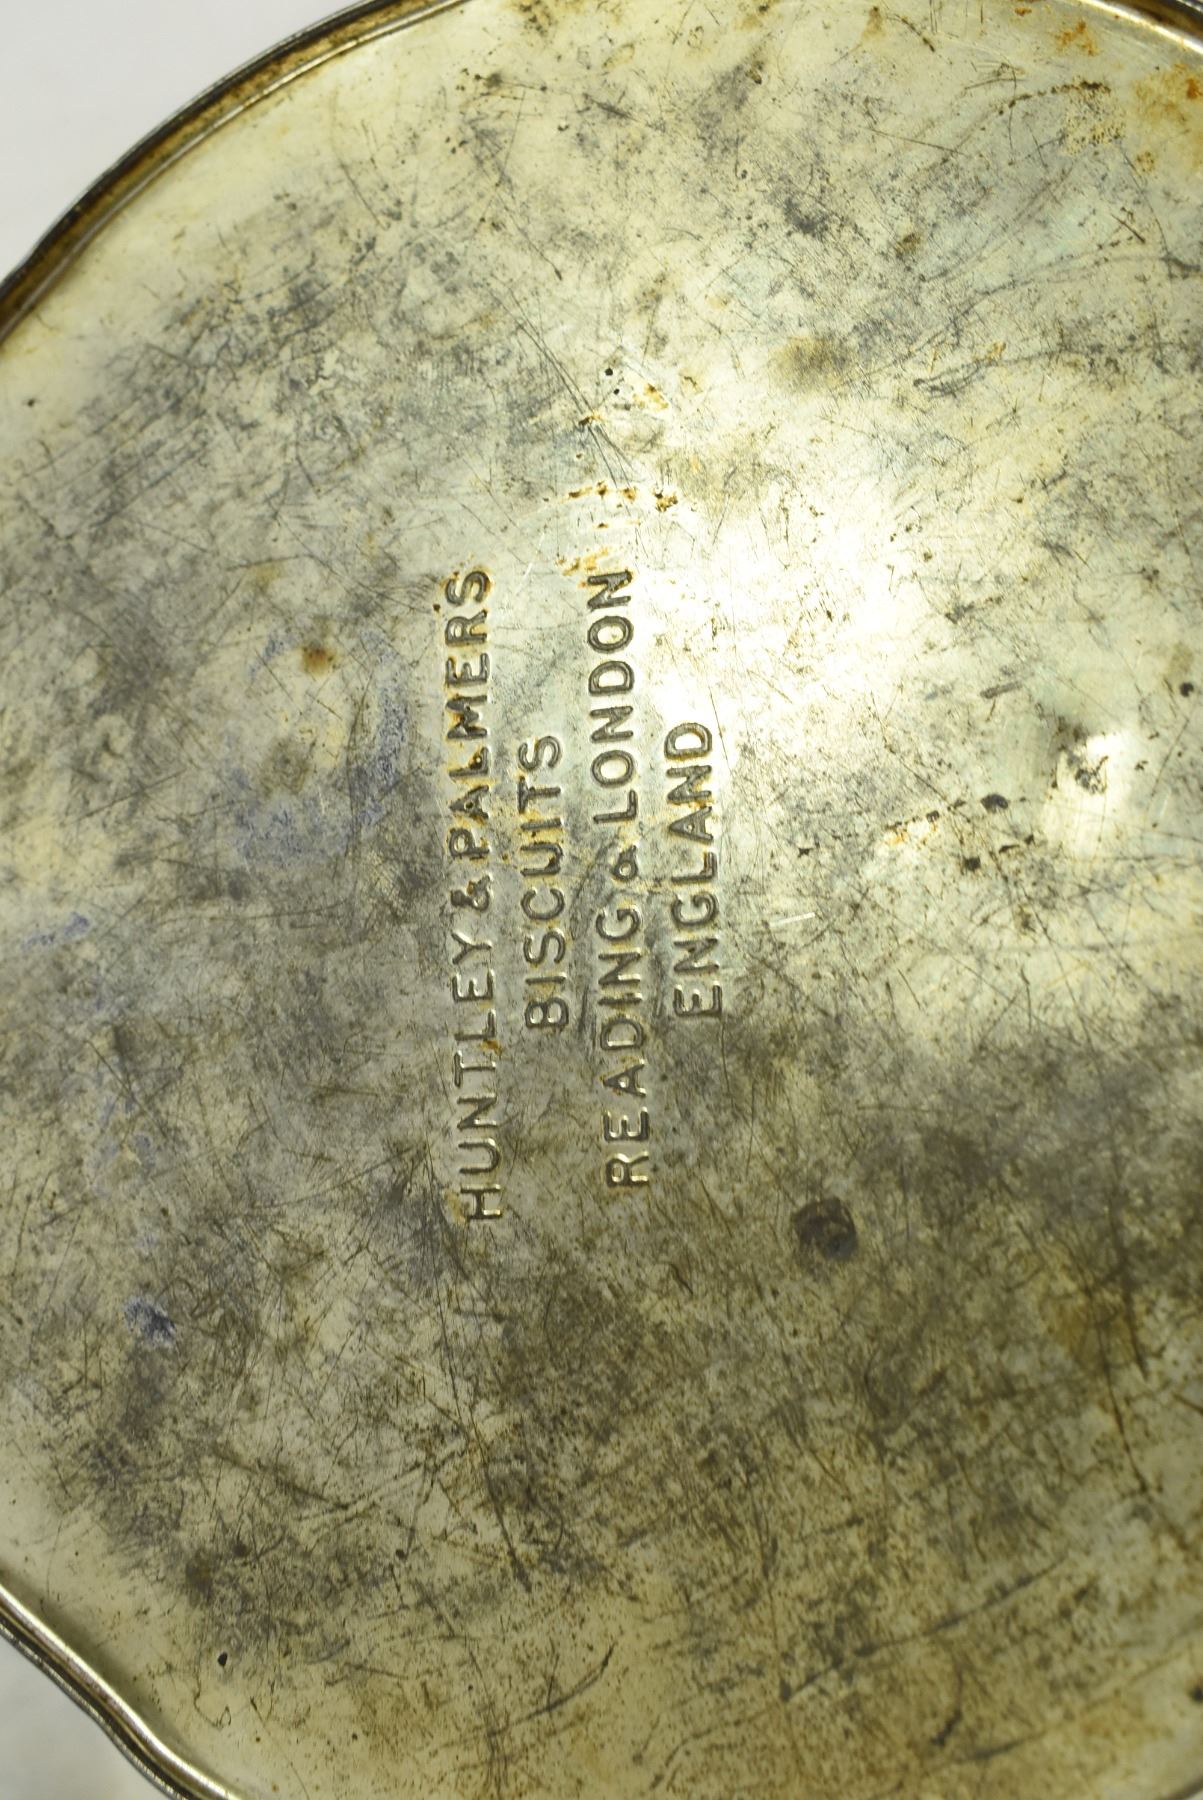 HUNTLEY & PALMERS
BISCUITS
READING & LONDON
ENGLAND